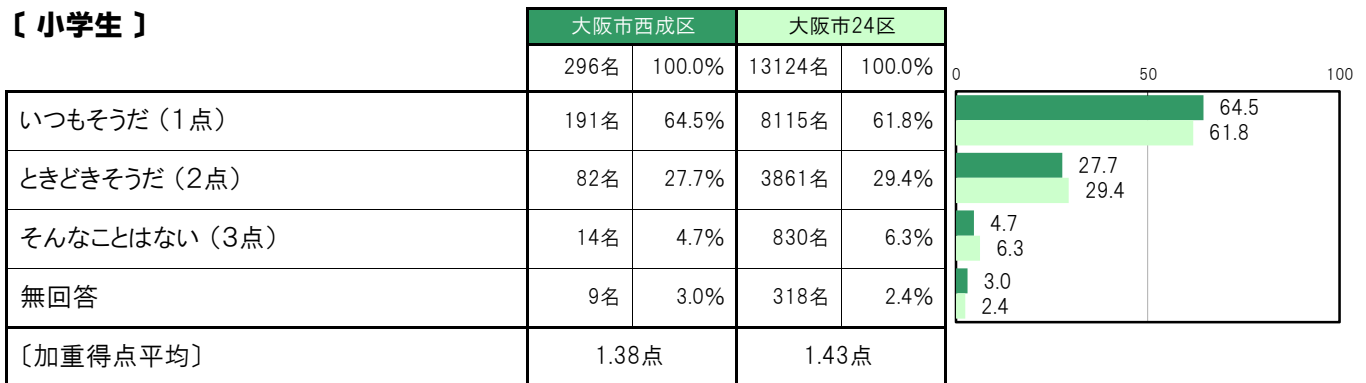 〔 小学生 〕
大阪市西成区 大阪市24区
296名 100.0% 13124名 100.0%
0 50 100
いつもそうだ（1点） 191名 64.5% 8115名 61.8%
64.5
61.8
ときどきそうだ（2点） 82名 27.7% 3861名 29.4%
27.7
29.4
そんなことはない（3点） 14名 4.7% 830名 6.3%
4.7
6.3
無回答 9名 3.0% 318名 2.4%
3.0
2.4
〔加重得点平均〕 1.38点 1.43点